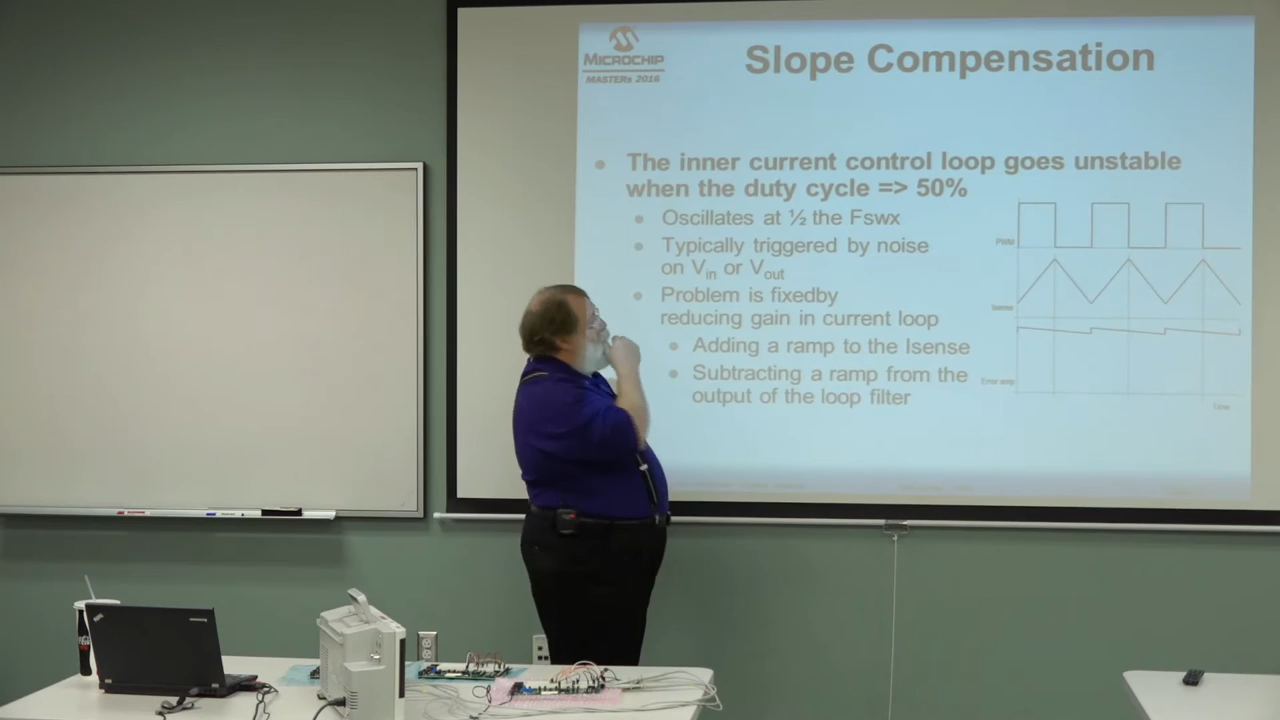 MICROCHIP
MASTERs 2016
Slope Compensation
• The inner current control loop goes unstable
when the duty cycle => 50%
• Oscillates at ½ the Fswx
• Typically triggered by noise
on Vin or Vout
• Problem is fixedby
reducing gain in current loop
• Adding a ramp to the Isense
• Subtracting a ramp from the
output of the loop filter
PWM
Isense
Error amp
Time